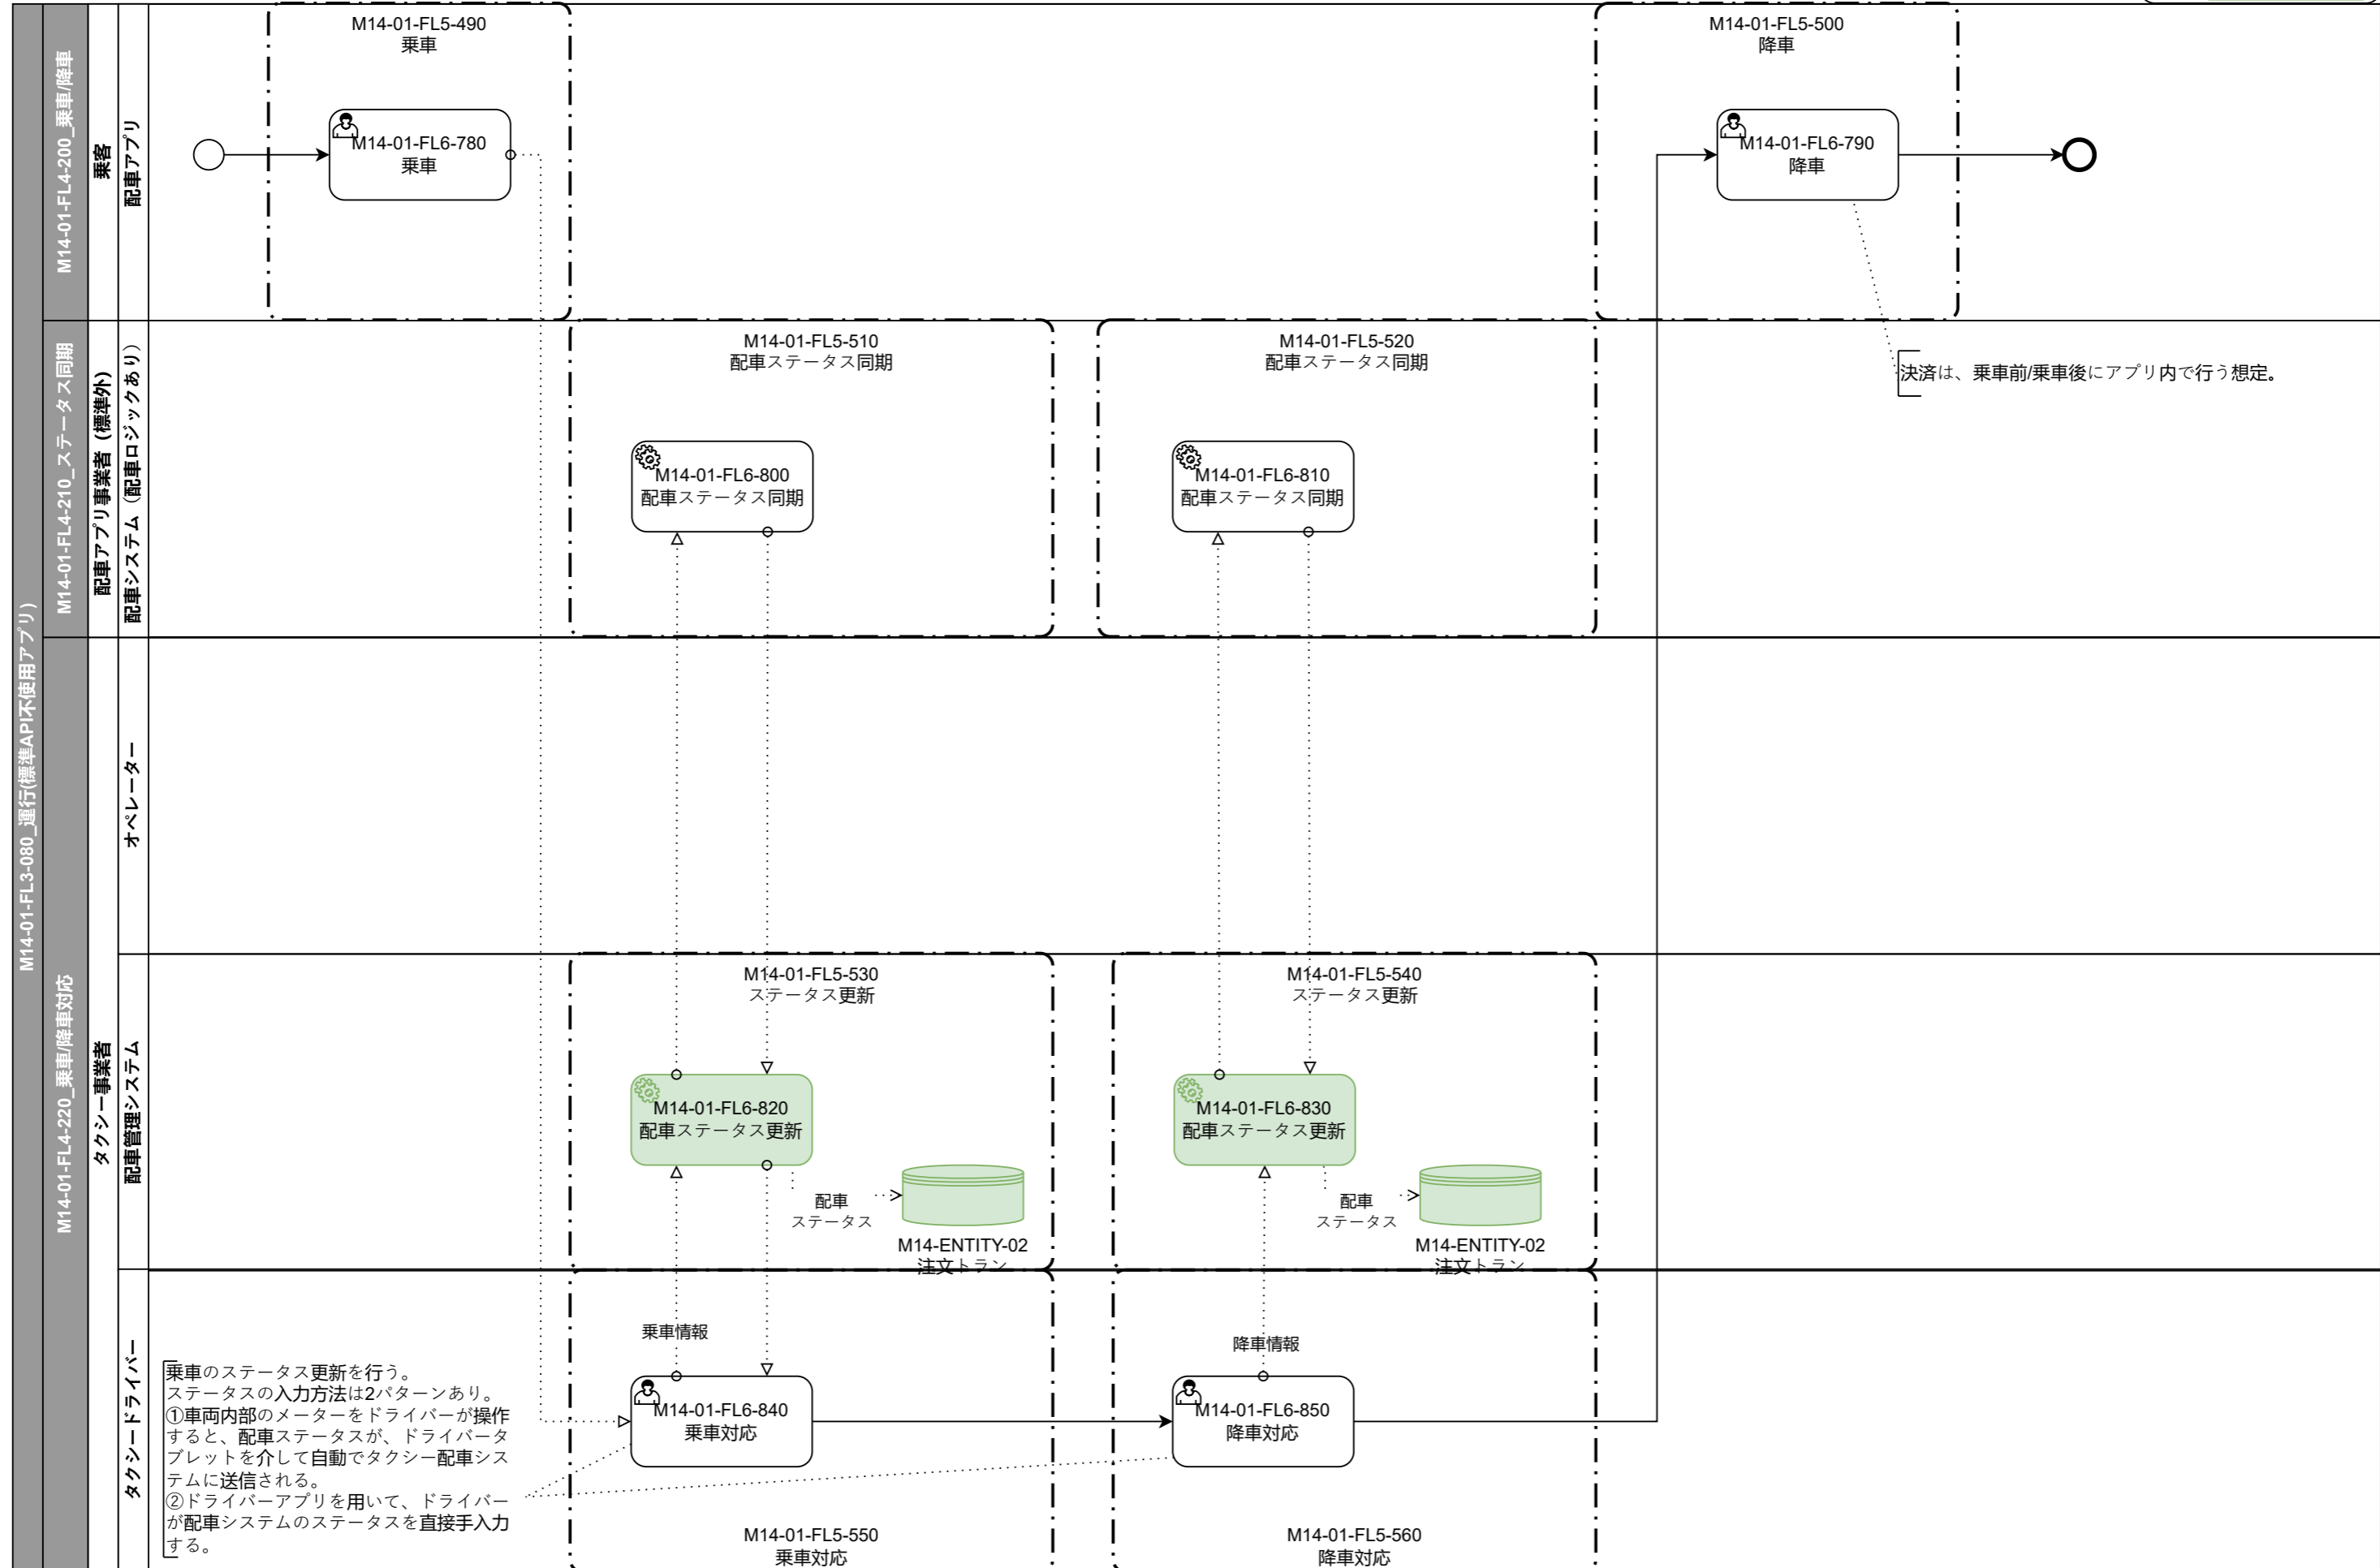 M14-01-FL3-080_運行(標準API不使用アプリ)
M14-01-FL4-200_乗車/降車
乗客
配車アプリ
M14-01-FL5-490
乗車
M14-01-FL6-780
乗車
M14-01-FL5-500
降車
M14-01-FL6-790
降車
M14-01-FL4-210_ステータス同期
配車アプリ事業者（標準外）
配車システム（配車ロジックあり）
M14-01-FL5-510
配車ステータス同期
M14-01-FL6-800
配車ステータス同期
M14-01-FL5-520
配車ステータス同期
M14-01-FL6-810
配車ステータス同期
決済は、乗車前/乗車後にアプリ内で行う想定。
M14-01-FL4-220_乗車/降車対応
タクシー事業者
オペレーター
配車管理システム
M14-01-FL5-530
ステータス更新
M14-01-FL6-820
配車ステータス更新
配車
ステータス
M14-ENTITY-02
注文トラン
M14-01-FL5-540
ステータス更新
M14-01-FL6-830
配車ステータス更新
配車
ステータス
M14-ENTITY-02
注文トラン
タクシードライバー
乗車のステータス更新を行う。
ステータスの入力方法は2パターンあり。
①車両内部のメーターをドライバーが操作
すると、配車ステータスが、ドライバータ
ブレットを介して自動でタクシー配車シス
テムに送信される。
②ドライバーアプリを用いて、ドライバー
が配車システムのステータスを直接手入力
する。
乗車情報
M14-01-FL6-840
乗車対応
M14-01-FL5-550
乗車対応
降車情報
M14-01-FL6-850
降車対応
M14-01-FL5-560
降車対応